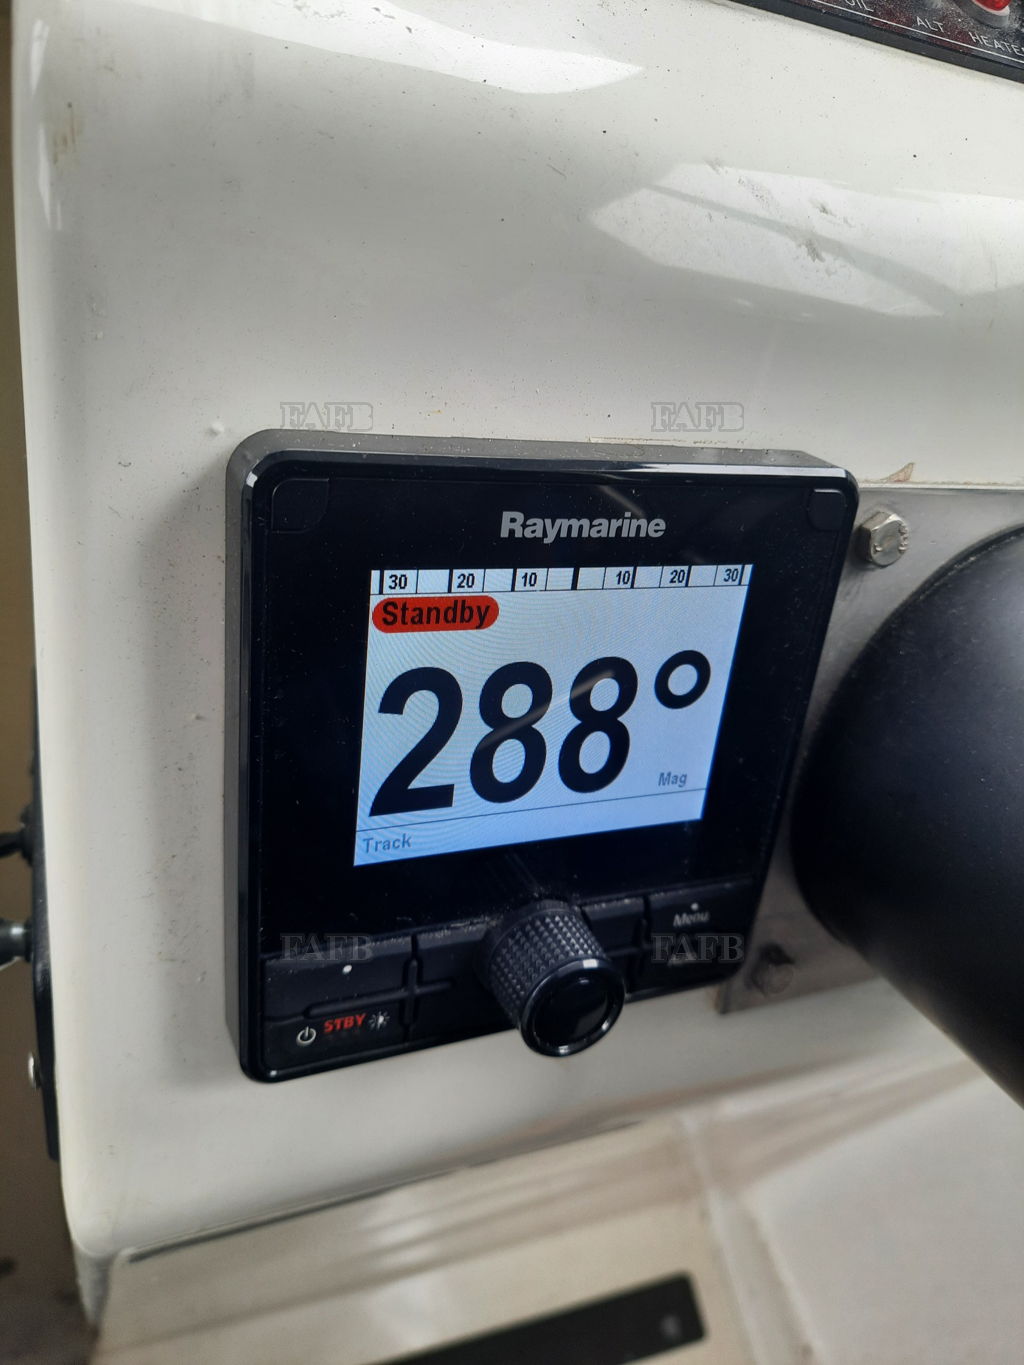 OIL ALT HEATER
FAFB FAFB
Raymarine
30 20 10 10 20 30
Standby
288°
Mag
Track
Menu
FAFB FAFB
STBY